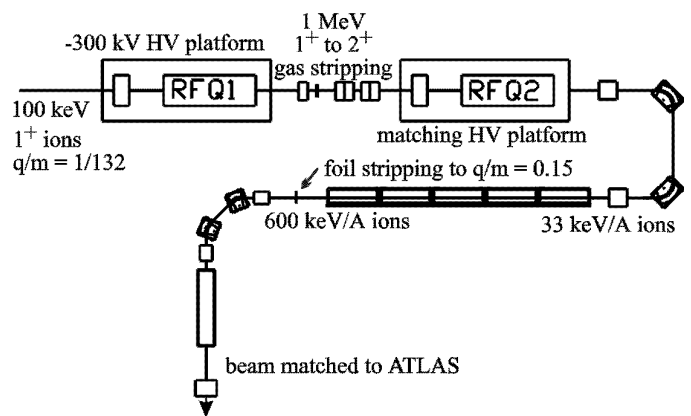 -300 kV HV platform
1 MeV
1⁺ to 2⁺
gas stripping
RFQ1
RFQ2
100 keV
1⁺ ions
q/m = 1/132
matching HV platform
foil stripping to q/m = 0.15
600 keV/A ions
33 keV/A ions
beam matched to ATLAS